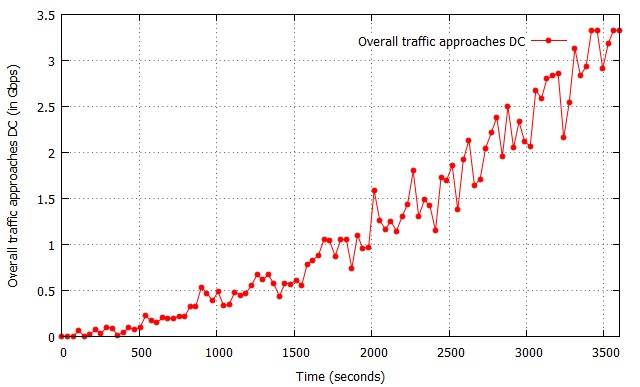 3.5
3
2.5
2
1.5
1
0.5
0
Overall traffic approaches DC
Overall traffic approaches DC (in Gbps)
0 500 1000 1500 2000 2500 3000 3500
Time (seconds)